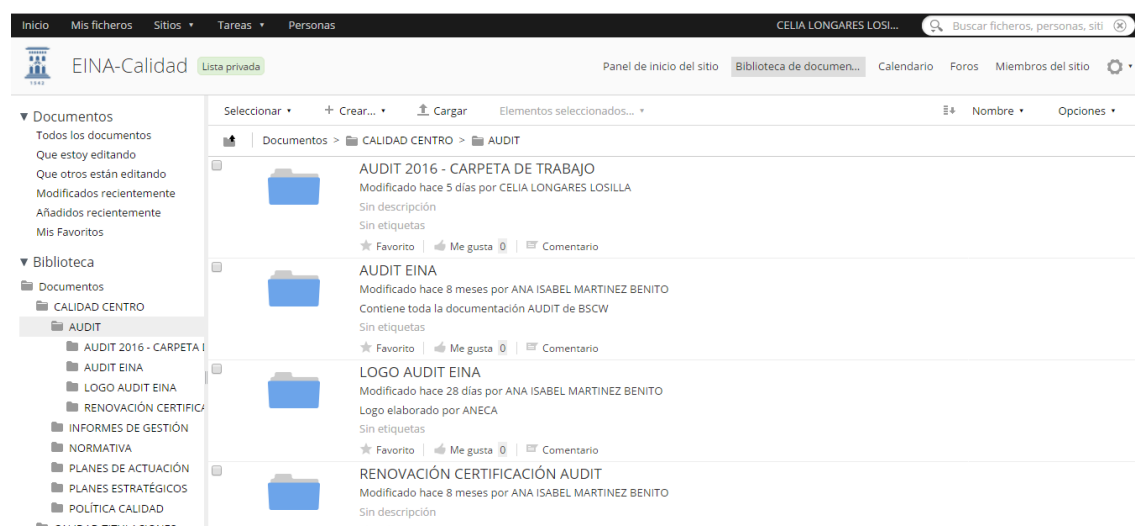 Inicio Mis ficheros Sitios Tareas Personas CELIA LONGARES LOSI... Buscar ficheros, personas, siti
1542
EINA-Calidad Lista privada Panel de inicio del sitio Biblioteca de documen... Calendario Foros Miembros del sitio
Documentos
Todos los documentos
Que estoy editando
Que otros están editando
Modificados recientemente
Añadidos recientemente
Mis Favoritos
Biblioteca
Documentos
CALIDAD CENTRO
AUDIT
AUDIT 2016 - CARPETA
AUDIT EINA
LOGO AUDIT EINA
RENOVACIÓN CERTIFICA
INFORMES DE GESTIÓN
NORMATIVA
PLANES DE ACTUACIÓN
PLANES ESTRATÉGICOS
POLÍTICA CALIDAD
Seleccionar + Crear... Cargar Elementos seleccionados... Nombre Opciones
Documentos > CALIDAD CENTRO > AUDIT
AUDIT 2016 - CARPETA DE TRABAJO
Modificado hace 5 días por CELIA LONGARES LOSILLA
Sin descripción
Sin etiquetas
Favorito Me gusta 0 Comentario
AUDIT EINA
Modificado hace 8 meses por ANA ISABEL MARTINEZ BENITO
Contiene toda la documentación AUDIT de BSCW
Sin etiquetas
Favorito Me gusta 0 Comentario
LOGO AUDIT EINA
Modificado hace 28 días por ANA ISABEL MARTINEZ BENITO
Logo elaborado por ANECA
Sin etiquetas
Favorito Me gusta 0 Comentario
RENOVACIÓN CERTIFICACIÓN AUDIT
Modificado hace 8 meses por ANA ISABEL MARTINEZ BENITO
Sin descripción